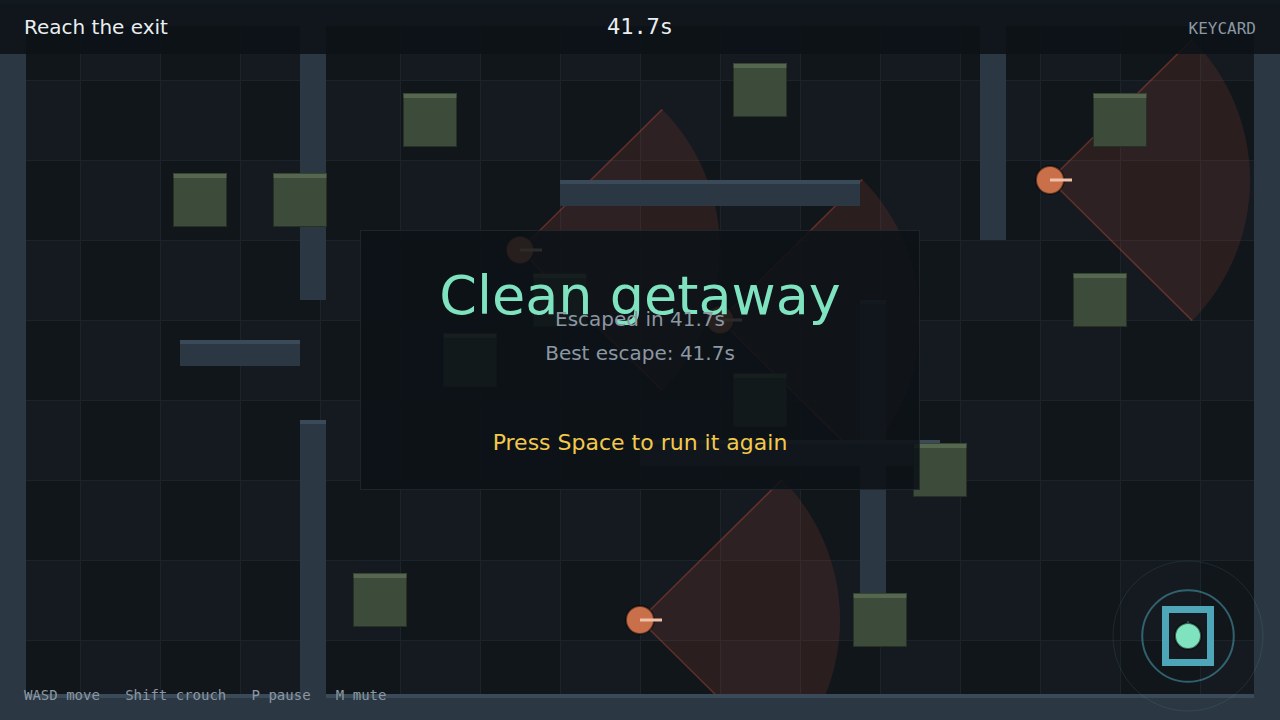 Reach the exit
41.7s
KEYCARD
Clean getaway
Escaped in 41.7s
Best escape: 41.7s
Press Space to run it again
WASD move Shift crouch P pause M mute